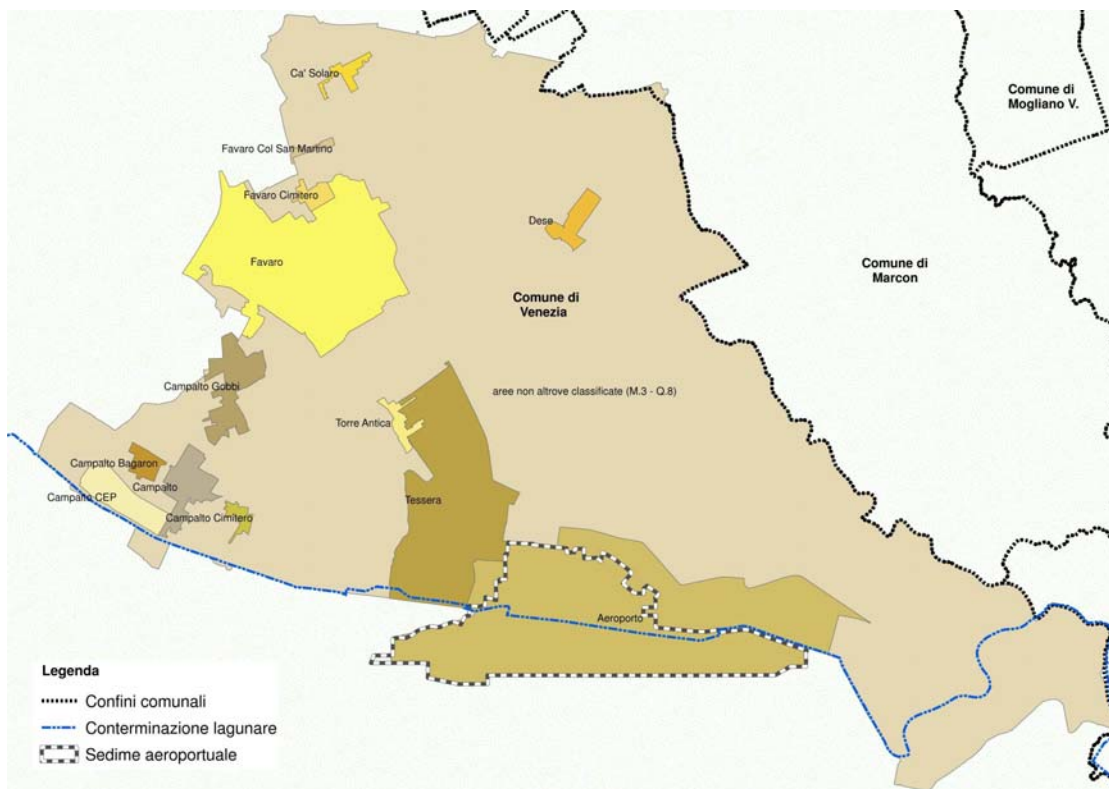 Ca' Solaro
Comune di
Mogliano V.
Favaro Col San Martino
Favaro Cimitero
Dese
Favaro
Comune di
Marcon
Comune di
Venezia
Campalto Gobbi
aree non altrove classificate (M.3 - Q.8)
Torre Antica
Campalto Bagaron
Campalto
Campalto CEP
Tessera
Campalto Cimitero
Aeroporto
Legenda
Confini comunali
Conterminazione lagunare
Sedime aeroportuale